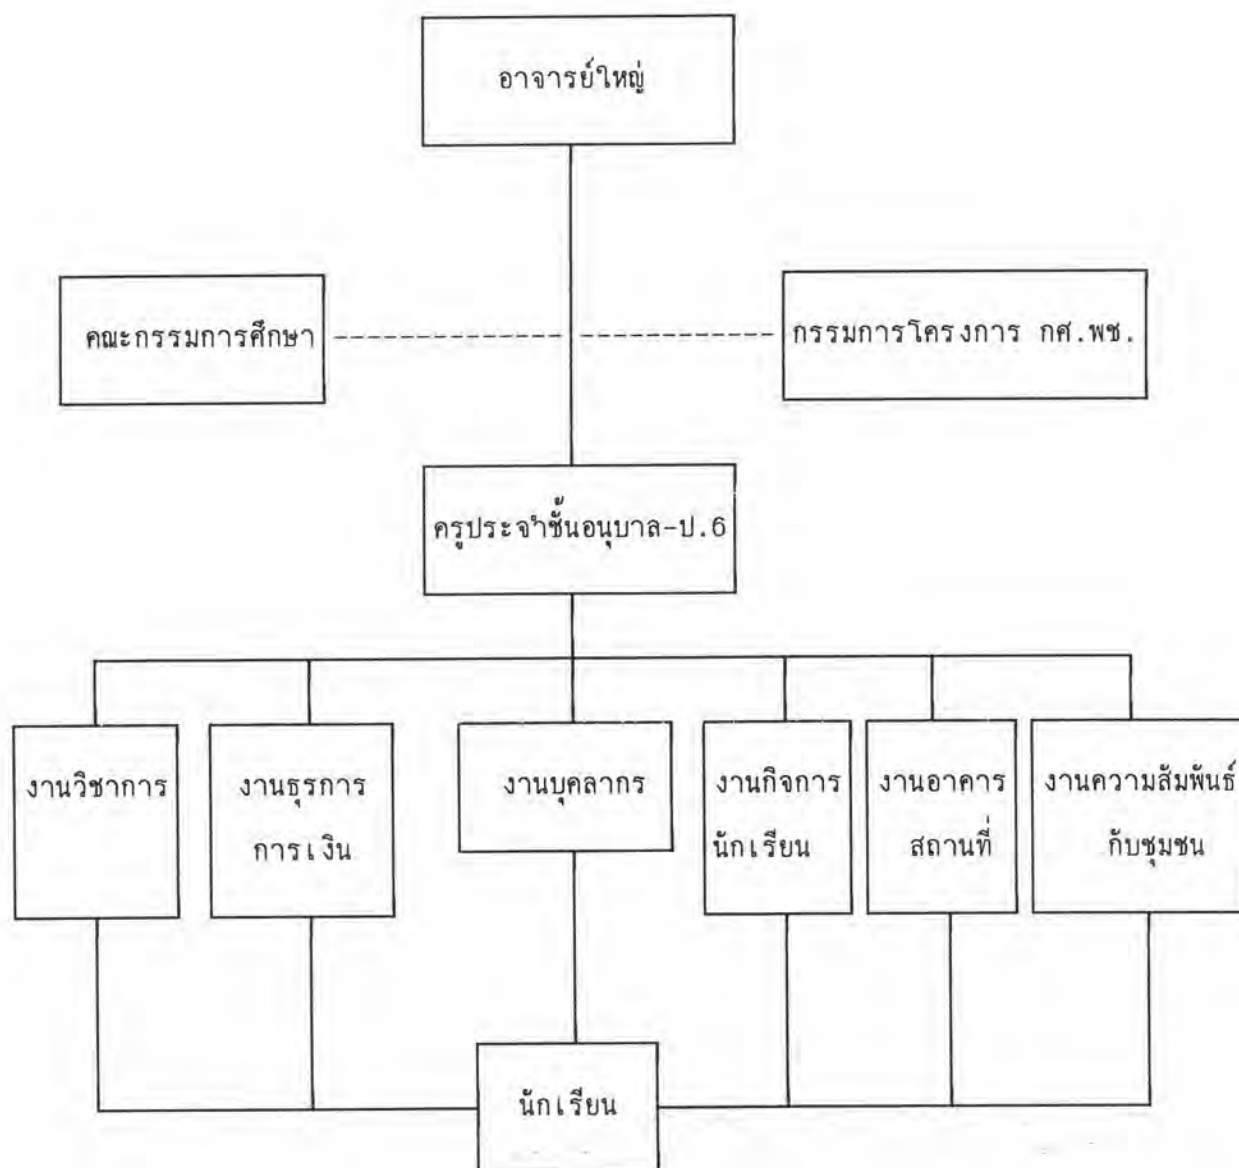 อาจารย์ใหญ่
คณะกรรมการศึกษา
กรรมการโครงการ กศ.พช.
ครูประจำชั้นอนุบาล-ป.6
งานวิชาการ
งานธุรการ
การเงิน
งานบุคลากร
งานกิจการ
นักเรียน
งานอาคาร
สถานที่
งานความสัมพันธ์
กับชุมชน
นักเรียน